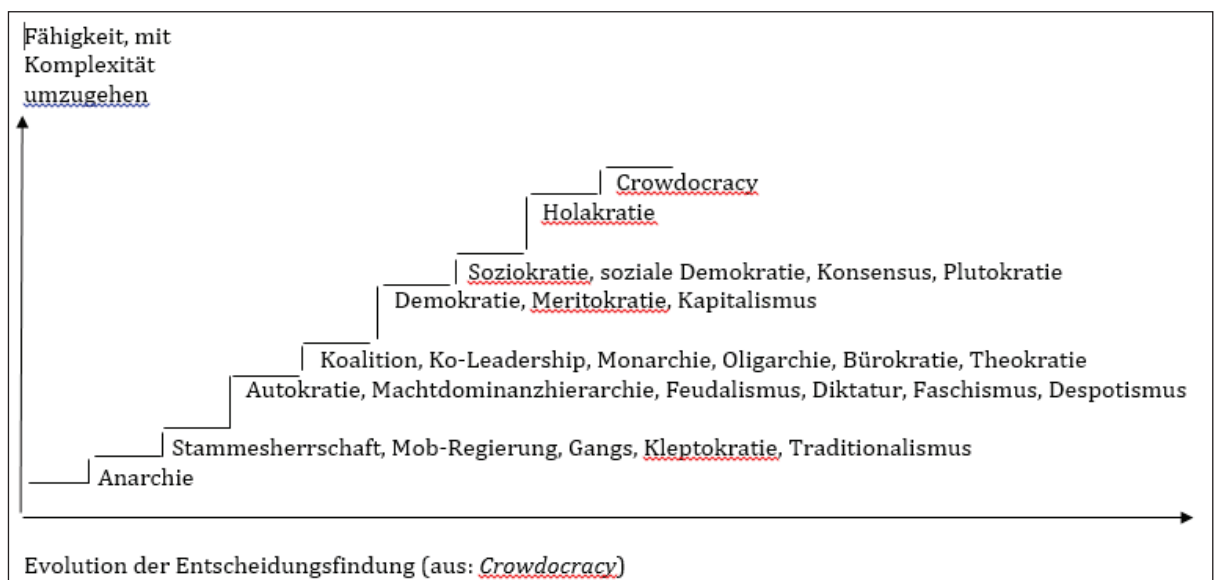 Fähigkeit, mit
Komplexität
umzugehen
Crowdocracy
Holakratie
Soziokratie, soziale Demokratie, Konsensus, Plutokratie
Demokratie, Meritokratie, Kapitalismus
Koalition, Ko-Leadership, Monarchie, Oligarchie, Bürokratie, Theokratie
Autokratie, Machtdominanzhierarchie, Feudalismus, Diktatur, Faschismus, Despotismus
Stammesherrschaft, Mob-Regierung, Gangs, Kleptokratie, Traditionalismus
Anarchie
Evolution der Entscheidungsfindung (aus: Crowdocracy)